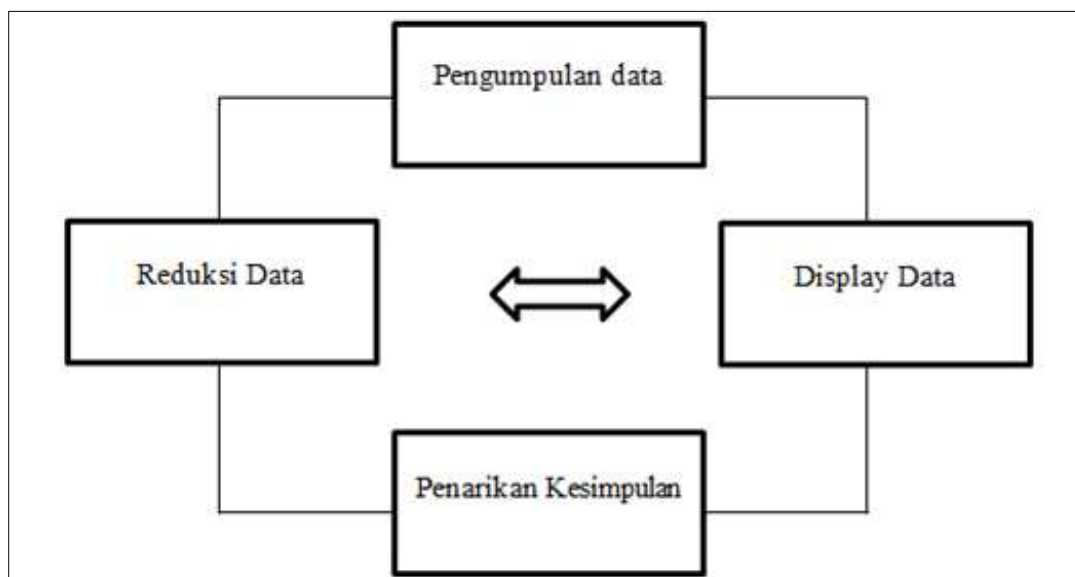 Pengumpulan data
Reduksi Data
Display Data
Penarikan Kesimpulan